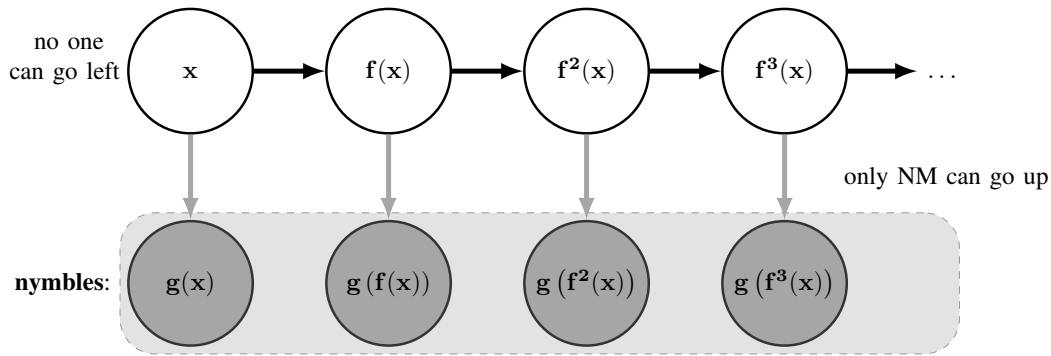 no one
can go left
x
f(x)
f²(x)
f³(x)
...
only NM can go up
nymbles:
g(x)
g (f(x))
g (f²(x))
g (f³(x))